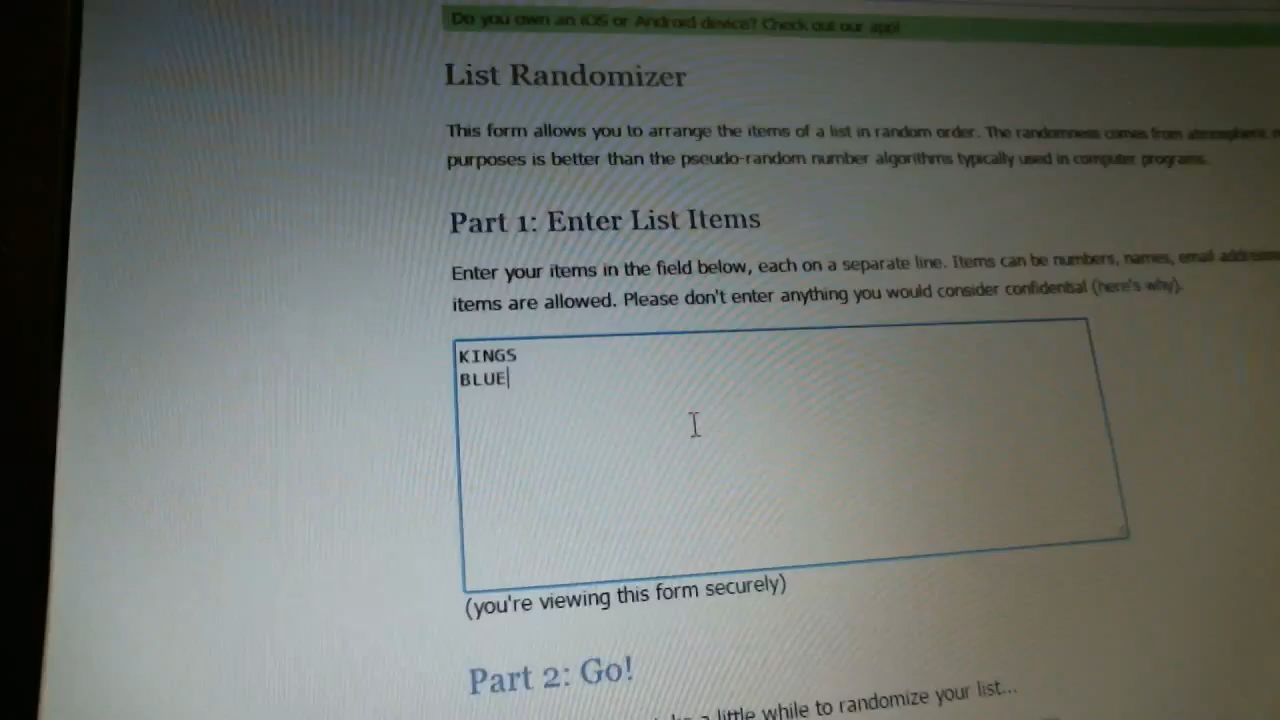 Do you own an iOS or Android device? Check out our app!
List Randomizer
This form allows you to arrange the items of a list in random order. The randomness comes from atmospheric
purposes is better than the pseudo-random number algorithms typically used in computer programs.
Part 1: Enter List Items
Enter your items in the field below, each on a separate line. Items can be numbers, names, email addresses
items are allowed. Please don't enter anything you would consider confidential (here's why).
KINGS
BLUE
(you're viewing this form securely)
Part 2: Go!
little while to randomize your list...